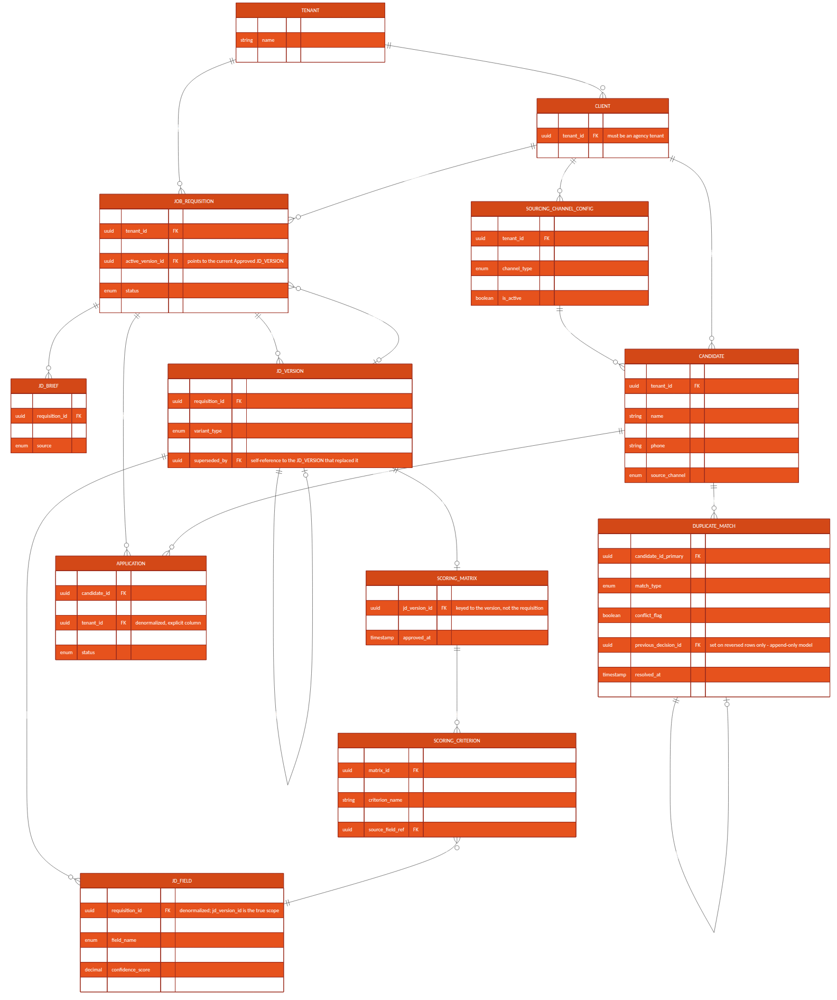 TENANT
string name
CLIENT
uuid tenant_id FK must be an agency tenant
JOB_REQUISITION
uuid tenant_id FK
uuid active_version_id FK points to the current Approved JD_VERSION
enum status
SOURCING_CHANNEL_CONFIG
uuid tenant_id FK
enum channel_type
boolean is_active
CANDIDATE
uuid tenant_id FK
string name
string phone
enum source_channel
JD_BRIEF
uuid requisition_id FK
enum source
JD_VERSION
uuid requisition_id FK
enum variant_type
uuid superseded_by FK self-reference to the JD_VERSION that replaced it
DUPLICATE_MATCH
uuid candidate_id_primary FK
enum match_type
boolean conflict_flag
uuid previous_decision_id FK set on reversed rows only - append-only model
timestamp resolved_at
APPLICATION
uuid candidate_id FK
uuid tenant_id FK denormalized, explicit column
enum status
SCORING_MATRIX
uuid jd_version_id FK keyed to the version, not the requisition
timestamp approved_at
SCORING_CRITERION
uuid matrix_id FK
string criterion_name
uuid source_field_ref FK
JD_FIELD
uuid requisition_id FK denormalized; jd_version_id is the true scope
enum field_name
decimal confidence_score